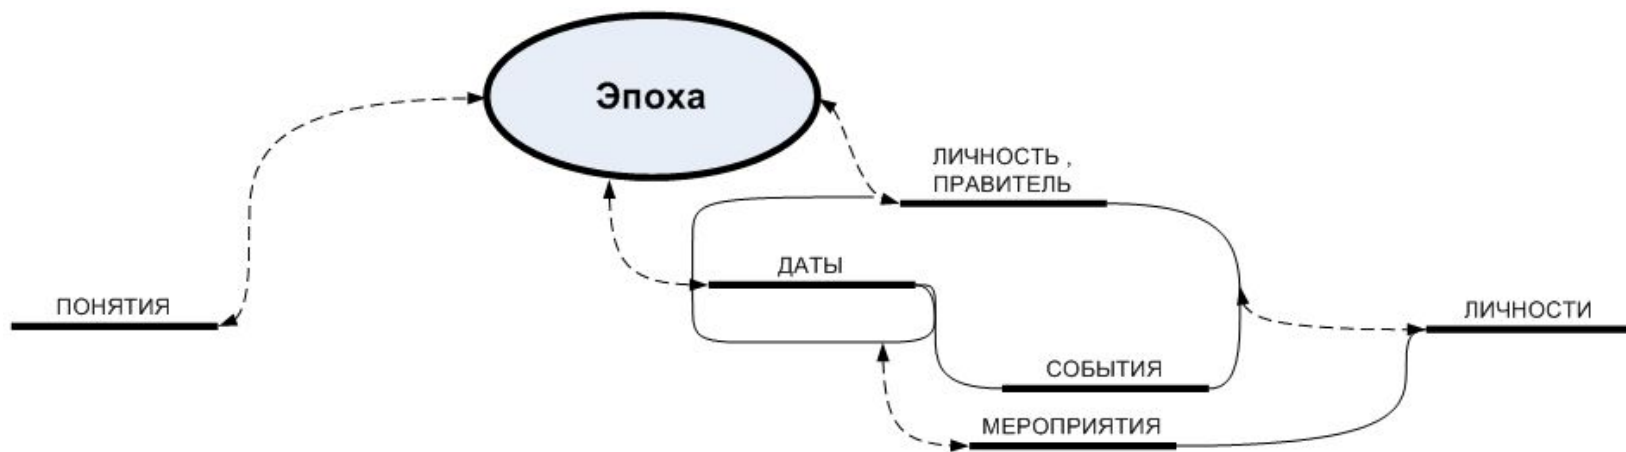 Эпоха
ЛИЧНОСТЬ ,
ПРАВИТЕЛЬ
ДАТЫ
ПОНЯТИЯ
ЛИЧНОСТИ
СОБЫТИЯ
МЕРОПРИЯТИЯ